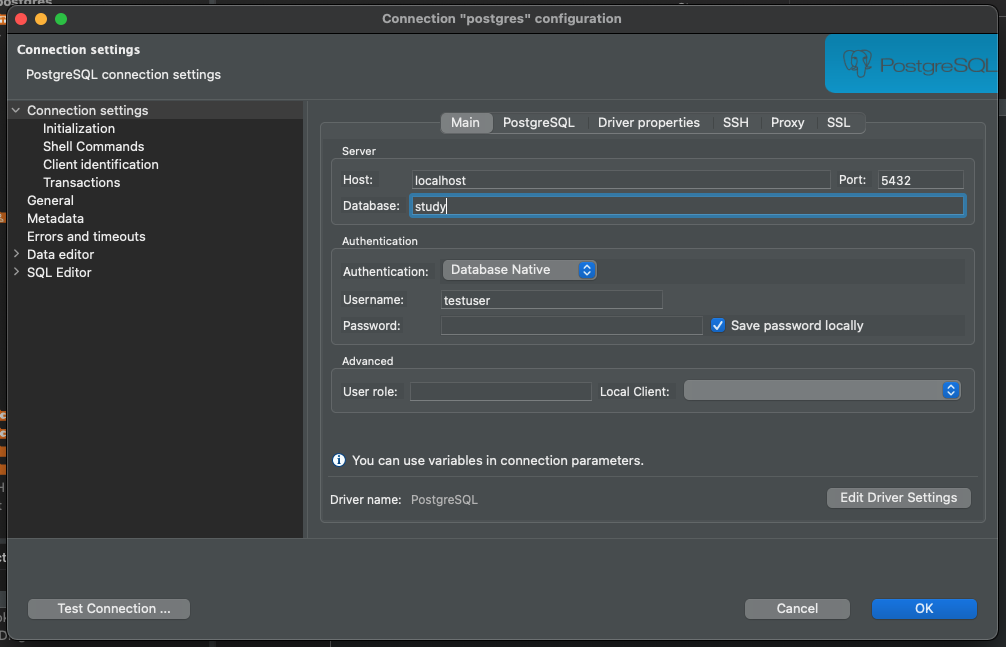 Connection "postgres" configuration
Connection settings
PostgreSQL connection settings
PostgreSQL
Connection settings
Initialization
Shell Commands
Client identification
Transactions
General
Metadata
Errors and timeouts
Data editor
SQL Editor
Main PostgreSQL Driver properties SSH Proxy SSL
Server
Host: localhost Port: 5432
Database: study
Authentication
Authentication: Database Native
Username: testuser
Password: Save password locally
Advanced
User role: Local Client:
You can use variables in connection parameters.
Driver name: PostgreSQL Edit Driver Settings
Test Connection ... Cancel OK